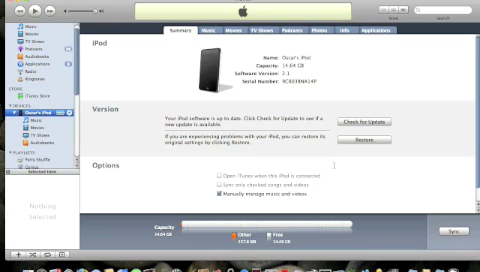 Summary Music Movies TV Shows Podcasts Photos Info Applications
Music
Movies
TV Shows
Podcasts
Audiobooks
Applications
Radio
Ringtones
STORE
iTunes Store
DEVICES
Oscar's iPod
Music
Movies
TV Shows
Audiobooks
PLAYLISTS
Party Shuffle
Genius
Selected Item
Nothing
Selected
iPod
Name: Oscar's iPod
Capacity: 14.64 GB
Software Version: 2.1
Version
Your iPod software is up to date. Click Check for Update to see if
a new update is available.
Check for Update
If you are experiencing problems with your iPod, you can restore its
original settings by clicking Restore.
Restore
Options
Open iTunes when this iPod is connected
Sync only checked songs and videos
Manually manage music and videos
Capacity
14.64 GB
Other
Free
Sync